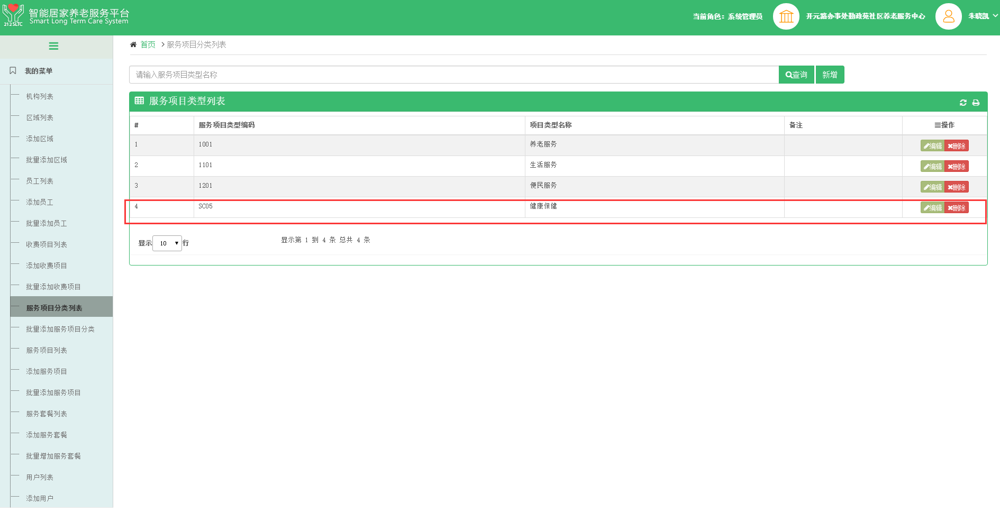 智能居家养老服务平台
Smart Long Term Care System
212SLTC
当前角色：系统管理员
开元路办事处勤政苑社区养老服务中心
朱晓凯
我的菜单
机构列表
区域列表
添加区域
批量添加区域
员工列表
添加员工
批量添加员工
收费项目列表
添加收费项目
批量添加收费项目
服务项目分类列表
批量添加服务项目分类
服务项目列表
添加服务项目
批量添加服务项目
服务套餐列表
添加服务套餐
批量增加服务套餐
用户列表
添加用户
首页 > 服务项目分类列表
请输入服务项目类型名称
查询 新增
服务项目类型列表
# 服务项目类型编码 项目类型名称 备注 操作
1 1001 养老服务 编辑 删除
2 1101 生活服务 编辑 删除
3 1201 便民服务 编辑 删除
4 SC05 健康保健 编辑 删除
显示 10 行 显示第 1 到 4 条 总共 4 条